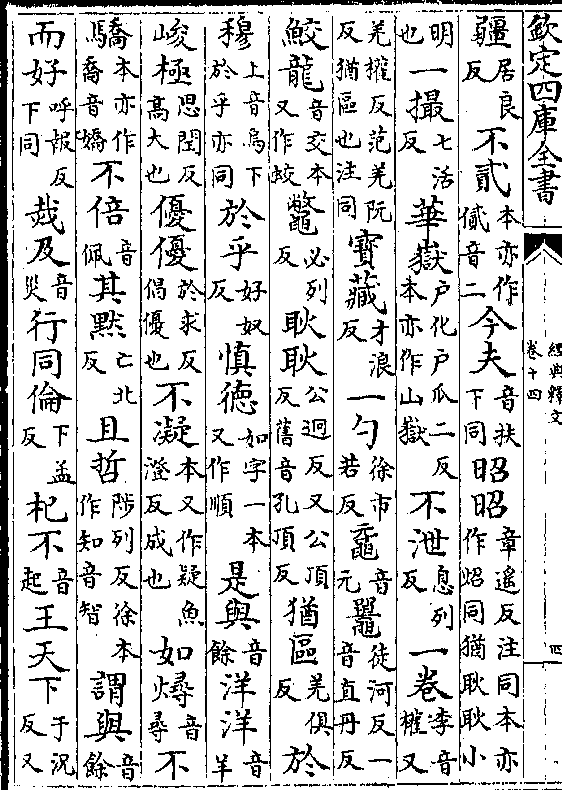 欽定四庫全書
經典釋文
卷十四
四
疆居良反不貳本亦作㒃音二今夫音扶下同昭昭章遙反注同本亦作炤同猶耿耿小
明也一撮七活反華嶽戶化戶瓜二反本亦作山嶽不泄息列反一卷李音權又
羌權反范羌阮反猶區也注同寶藏才浪反一勺徐市若反黿音元鼉徒河反一音直丹反
鮫龍音交本又作蛟鼈必列反耿耿公迥反又公頂反舊音孔頂反猶區羌俱反於
穆上音烏下於乎亦同於乎好奴反慎德如字一本又作順是與音餘洋洋音羊
峻極思閏反高大也優優於求反倡優也不凝本又作疑魚澄反成也如燖音尋不
驕本亦作喬音嬌不倍音佩其默亡北反且哲陟列反徐本作知音智謂與音餘
而好呼報反下同烖及音災行同倫下孟反杞不音起王天下于況反又